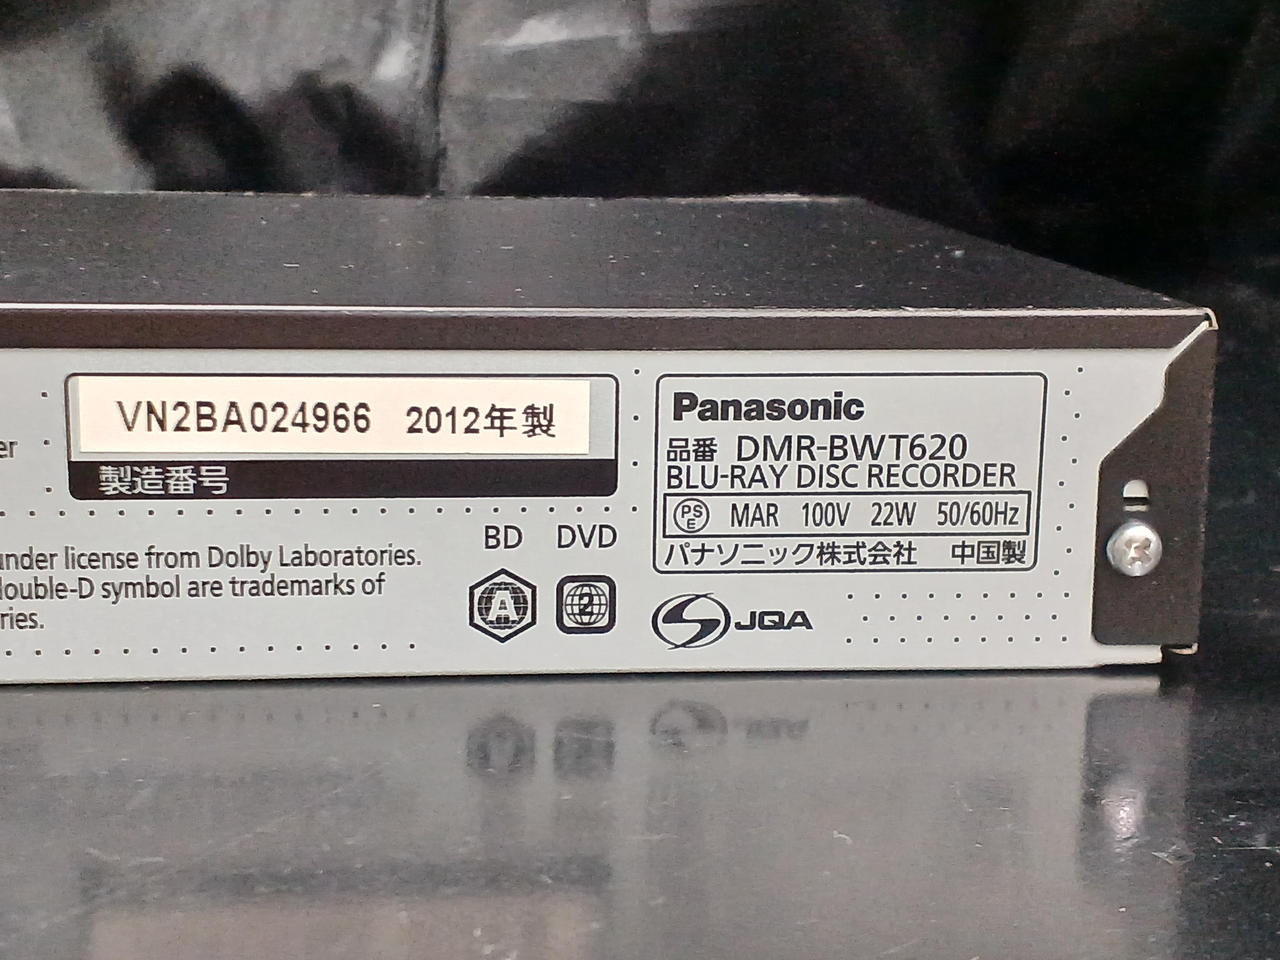 er
VN2BA024966 2012年製
製造番号
under license from Dolby Laboratories.
double-D symbol are trademarks of
ries.
BD DVD
A 2
Panasonic
品番 DMR-BWT620
BLU-RAY DISC RECORDER
PSE MAR 100V 22W 50/60Hz
パナソニック株式会社 中国製
S JQA